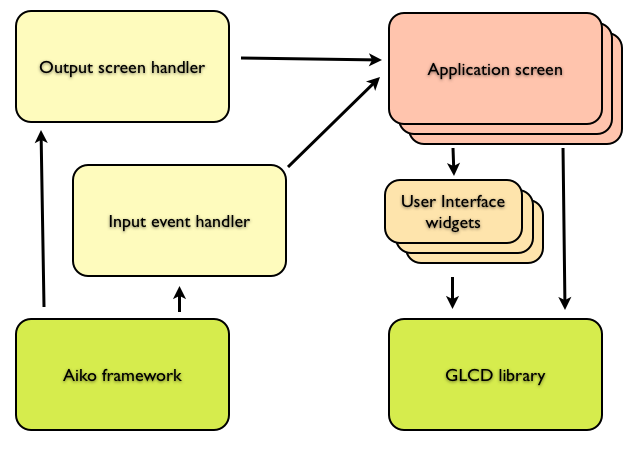 Output screen handler
Application screen
Input event handler
User Interface
widgets
Aiko framework
GLCD library